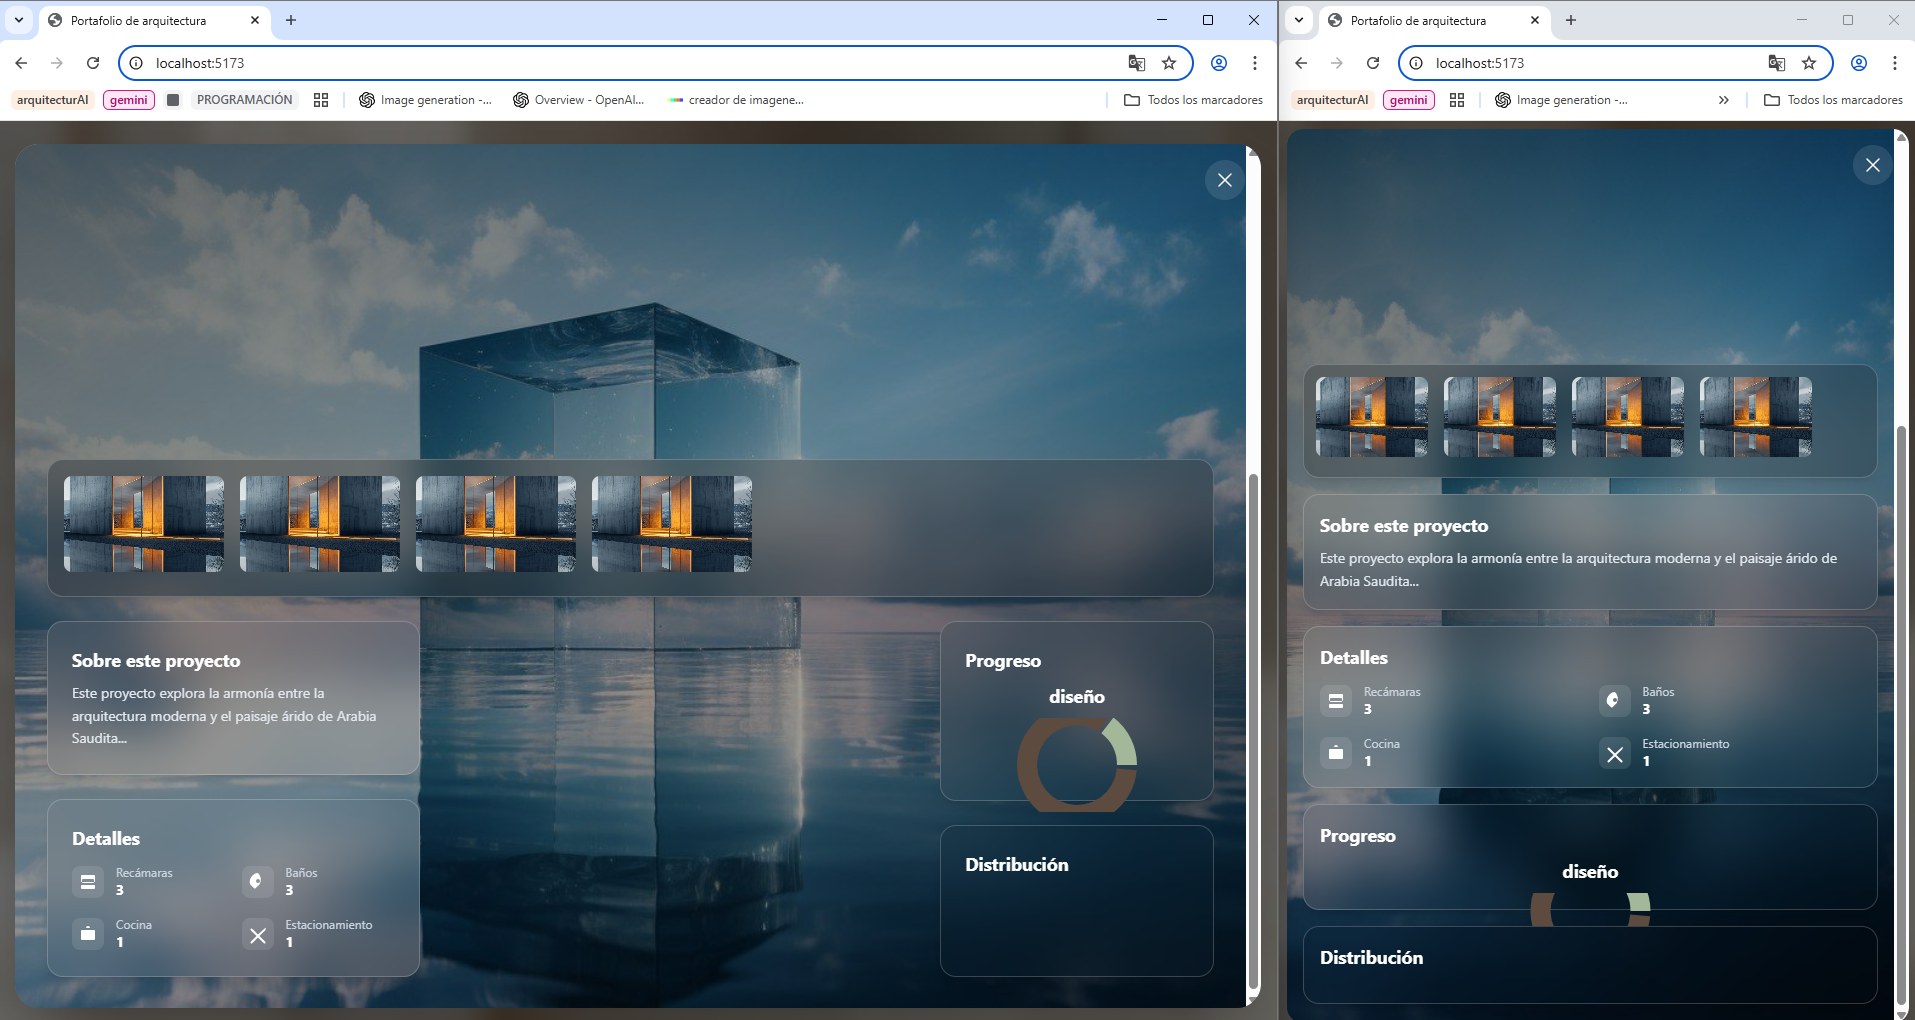 Portafolio de arquitectura
localhost:5173
arquitecturAI
gemini
PROGRAMACIÓN
Image generation -...
Overview - OpenAI...
creador de imagene...
Todos los marcadores
Sobre este proyecto
Este proyecto explora la armonía entre la
arquitectura moderna y el paisaje árido de Arabia
Saudita...
Detalles
Recámaras
3
Baños
3
Cocina
1
Estacionamiento
1
Progreso
diseño
Distribución
Portafolio de arquitectura
localhost:5173
arquitecturAI
gemini
Image generation -...
Todos los marcadores
Sobre este proyecto
Este proyecto explora la armonía entre la arquitectura moderna y el paisaje árido de
Arabia Saudita...
Detalles
Recámaras
3
Baños
3
Cocina
1
Estacionamiento
1
Progreso
diseño
Distribución